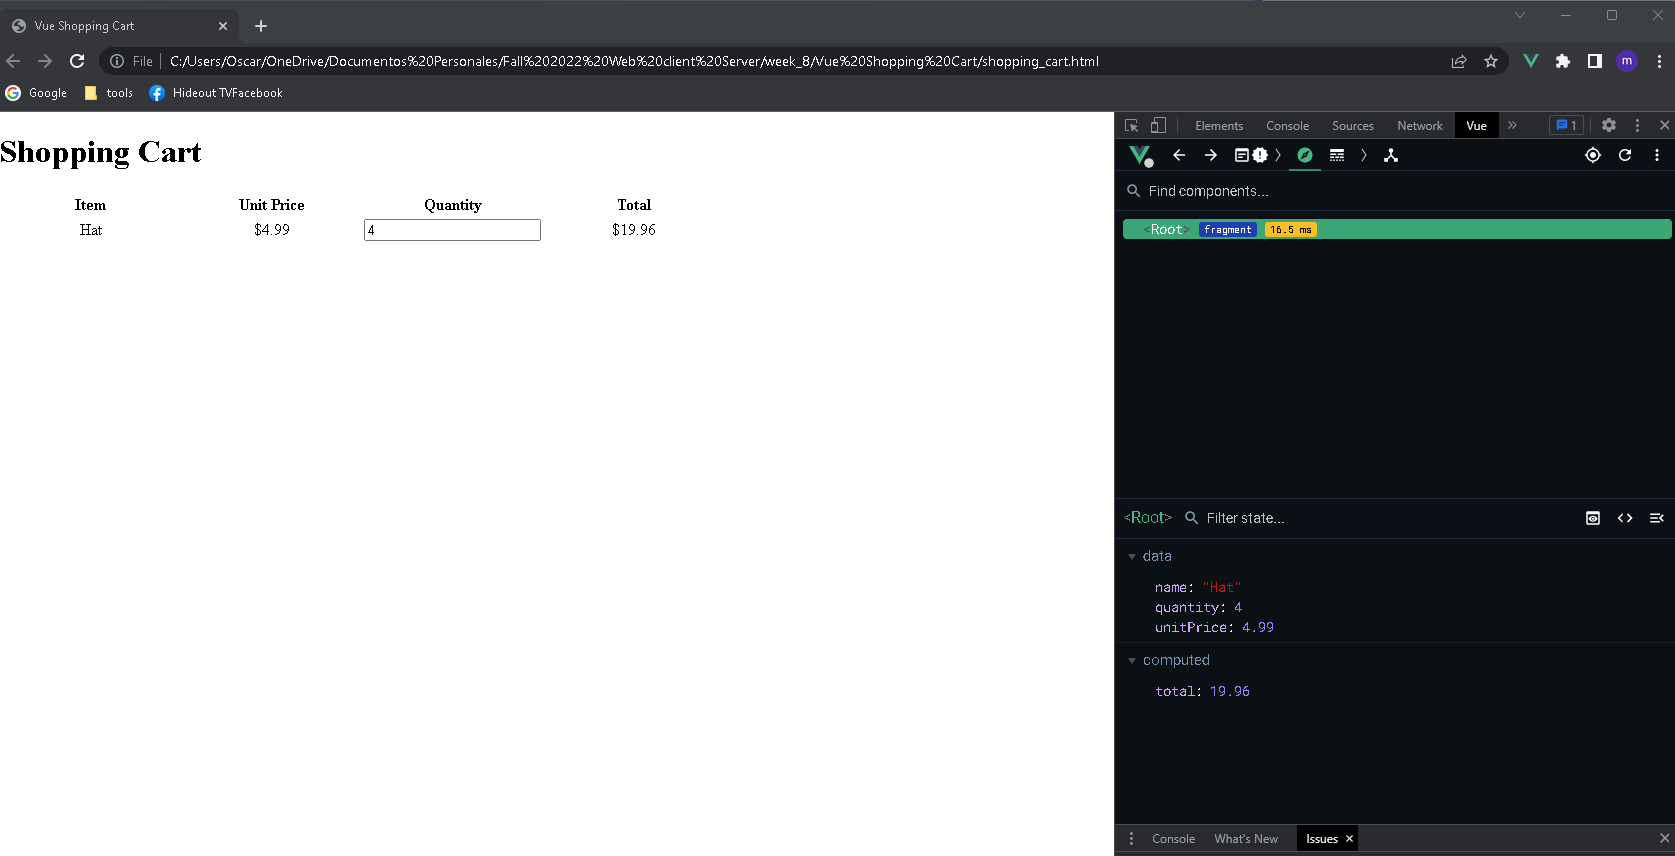 Vue Shopping Cart
File C:/Users/Oscar/OneDrive/Documentos%20Personales/Fall%202022%20Web%20client%20Server/week_8/Vue%20Shopping%20Cart/shopping_cart.html
m
Google tools Hideout TVFacebook
Elements Console Sources Network Vue 1
Shopping Cart
Find components...
Item Unit Price Quantity Total
Hat $4.99 4 $19.96
<Root> fragment 16.5 ms
<Root> Filter state...
data
name: "Hat"
quantity: 4
unitPrice: 4.99
computed
total: 19.96
Console What's New Issues